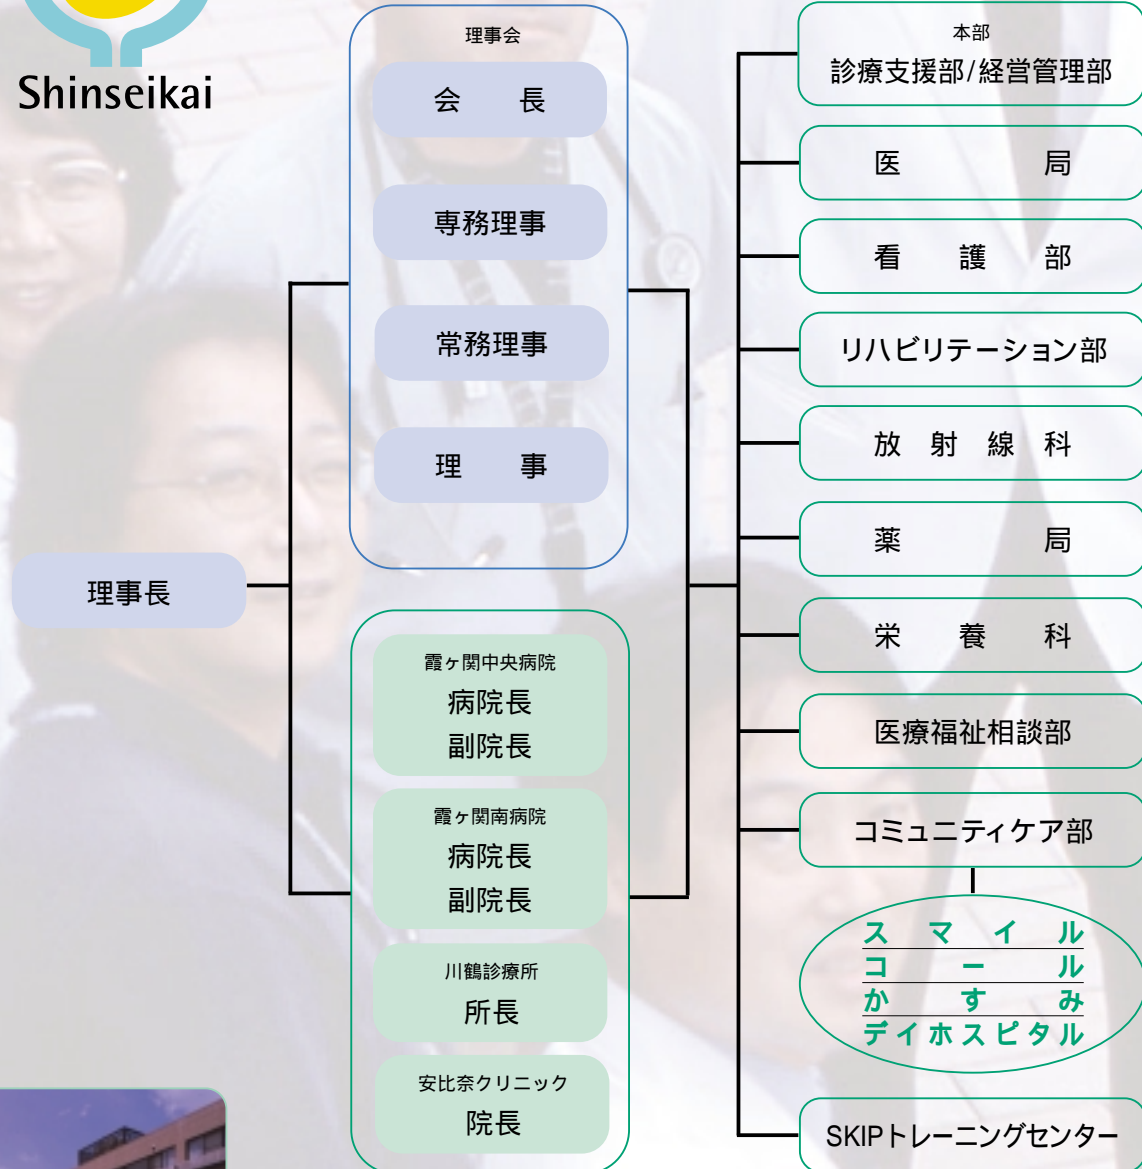 Shinseikai
理事長
理事会
会長
専務理事
常務理事
理事
霞ヶ関中央病院
病院長
副院長
霞ヶ関南病院
病院長
副院長
川鶴診療所
所長
安比奈クリニック
院長
本部
診療支援部/経営管理部
医局
看護部
リハビリテーション部
放射線科
薬局
栄養科
医療福祉相談部
コミュニティケア部
スマイル
コール
かすみ
デイホスピタル
SKIPトレーニングセンター